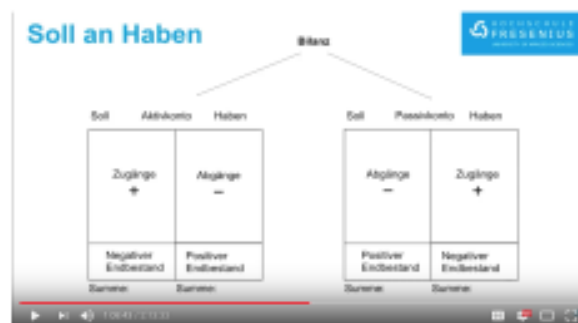 Soll an Haben
HOCHSCHULE
FRESENIUS
Bilanz
Soll Aktivkonto Haben
Soll Passivkonto Haben
Zugänge
+
Abgänge
–
Abgänge
–
Zugänge
+
Negativer
Endbestand
Positiver
Endbestand
Positiver
Endbestand
Negativer
Endbestand
Summe: Summe:
Summe: Summe: